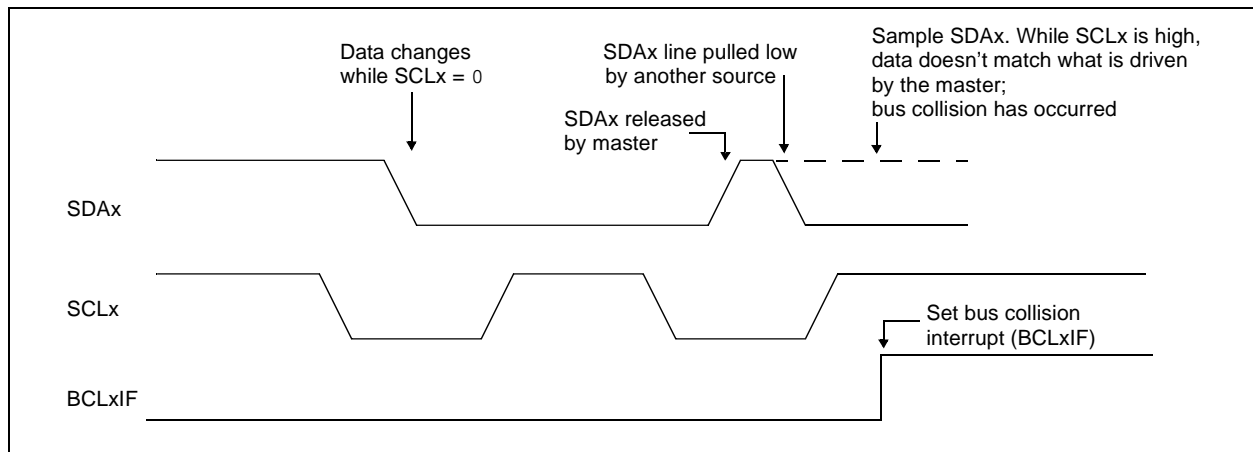 Data changes
while SCLx = 0
SDAx line pulled low
by another source
Sample SDAx. While SCLx is high,
data doesn't match what is driven
by the master;
bus collision has occurred
SDAx released
by master
SDAx
SCLx
Set bus collision
interrupt (BCLxIF)
BCLxIF